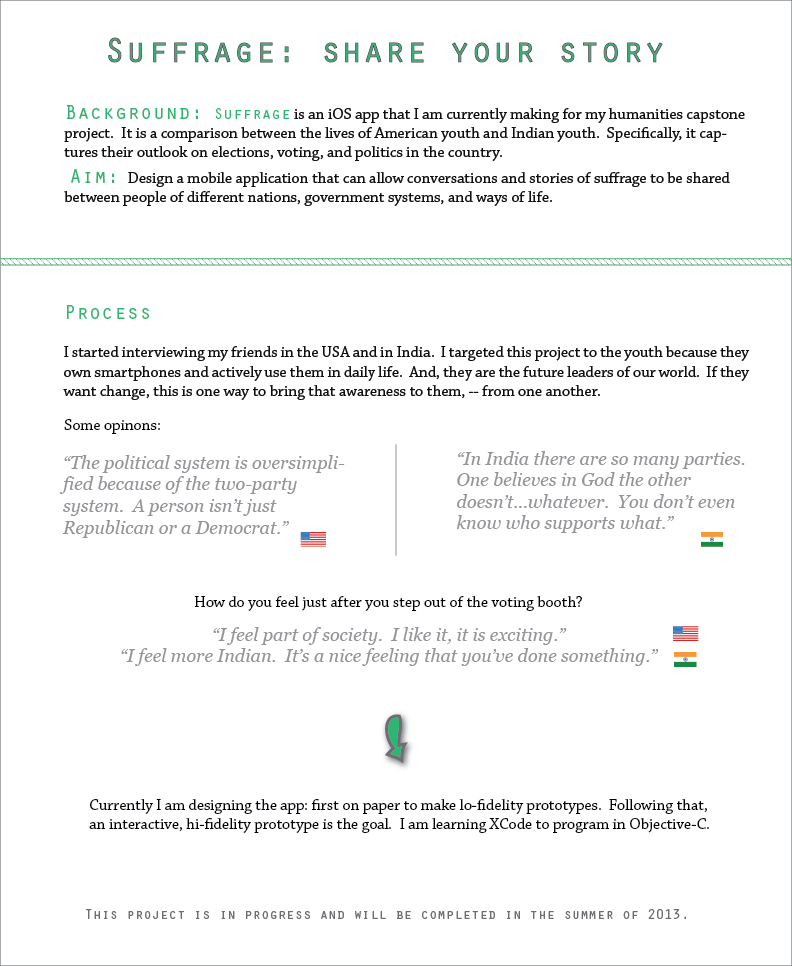 Suffrage: share your story
Background: Suffrage is an iOS app that I am currently making for my humanities capstone
project. It is a comparison between the lives of American youth and Indian youth. Specifically, it cap-
tures their outlook on elections, voting, and politics in the country.
Aim: Design a mobile application that can allow conversations and stories of suffrage to be shared
between people of different nations, government systems, and ways of life.
Process
I started interviewing my friends in the USA and in India. I targeted this project to the youth because they
own smartphones and actively use them in daily life. And, they are the future leaders of our world. If they
want change, this is one way to bring that awareness to them, -- from one another.
Some opinons:
“The political system is oversimpli-
fied because of the two-party
system. A person isn’t just
Republican or a Democrat.”
“In India there are so many parties.
One believes in God the other
doesn’t...whatever. You don’t even
know who supports what.”
How do you feel just after you step out of the voting booth?
“I feel part of society. I like it, it is exciting.”
“I feel more Indian. It’s a nice feeling that you’ve done something.”
Currently I am designing the app: first on paper to make lo-fidelity prototypes. Following that,
an interactive, hi-fidelity prototype is the goal. I am learning XCode to program in Objective-C.
This project is in progress and will be completed in the summer of 2013.